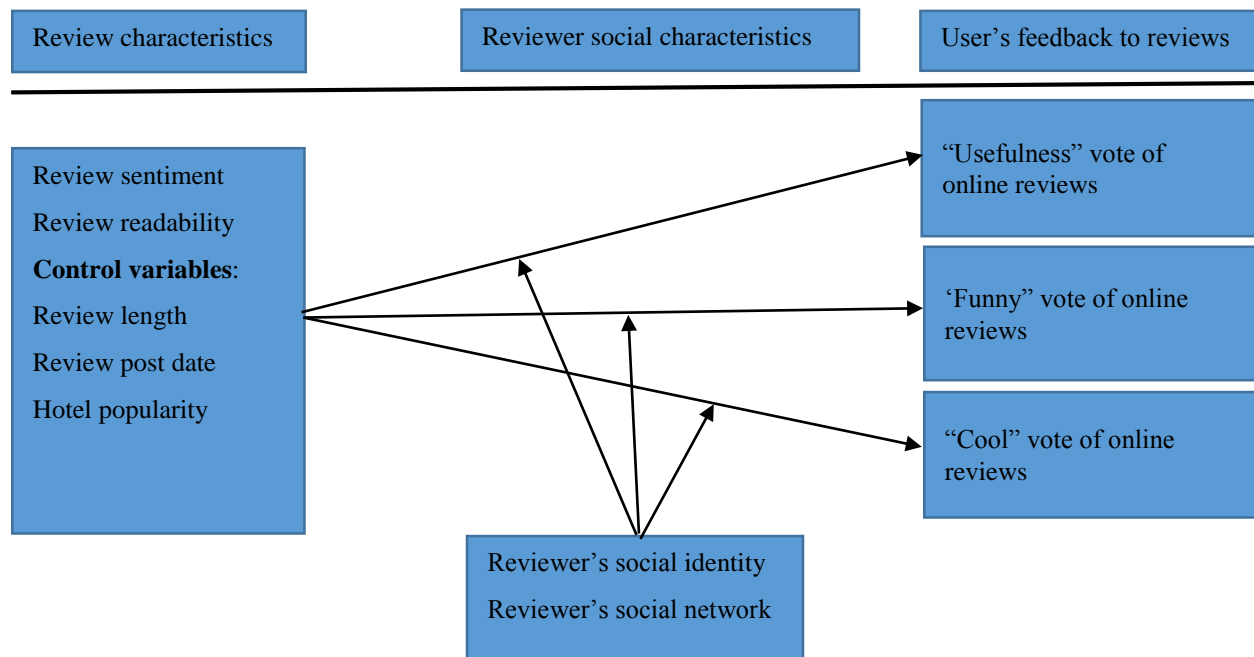 Review characteristics
Reviewer social characteristics
User’s feedback to reviews
Review sentiment
Review readability
Control variables:
Review length
Review post date
Hotel popularity
“Usefulness” vote of
online reviews
‘Funny” vote of online
reviews
“Cool” vote of online
reviews
Reviewer’s social identity
Reviewer’s social network